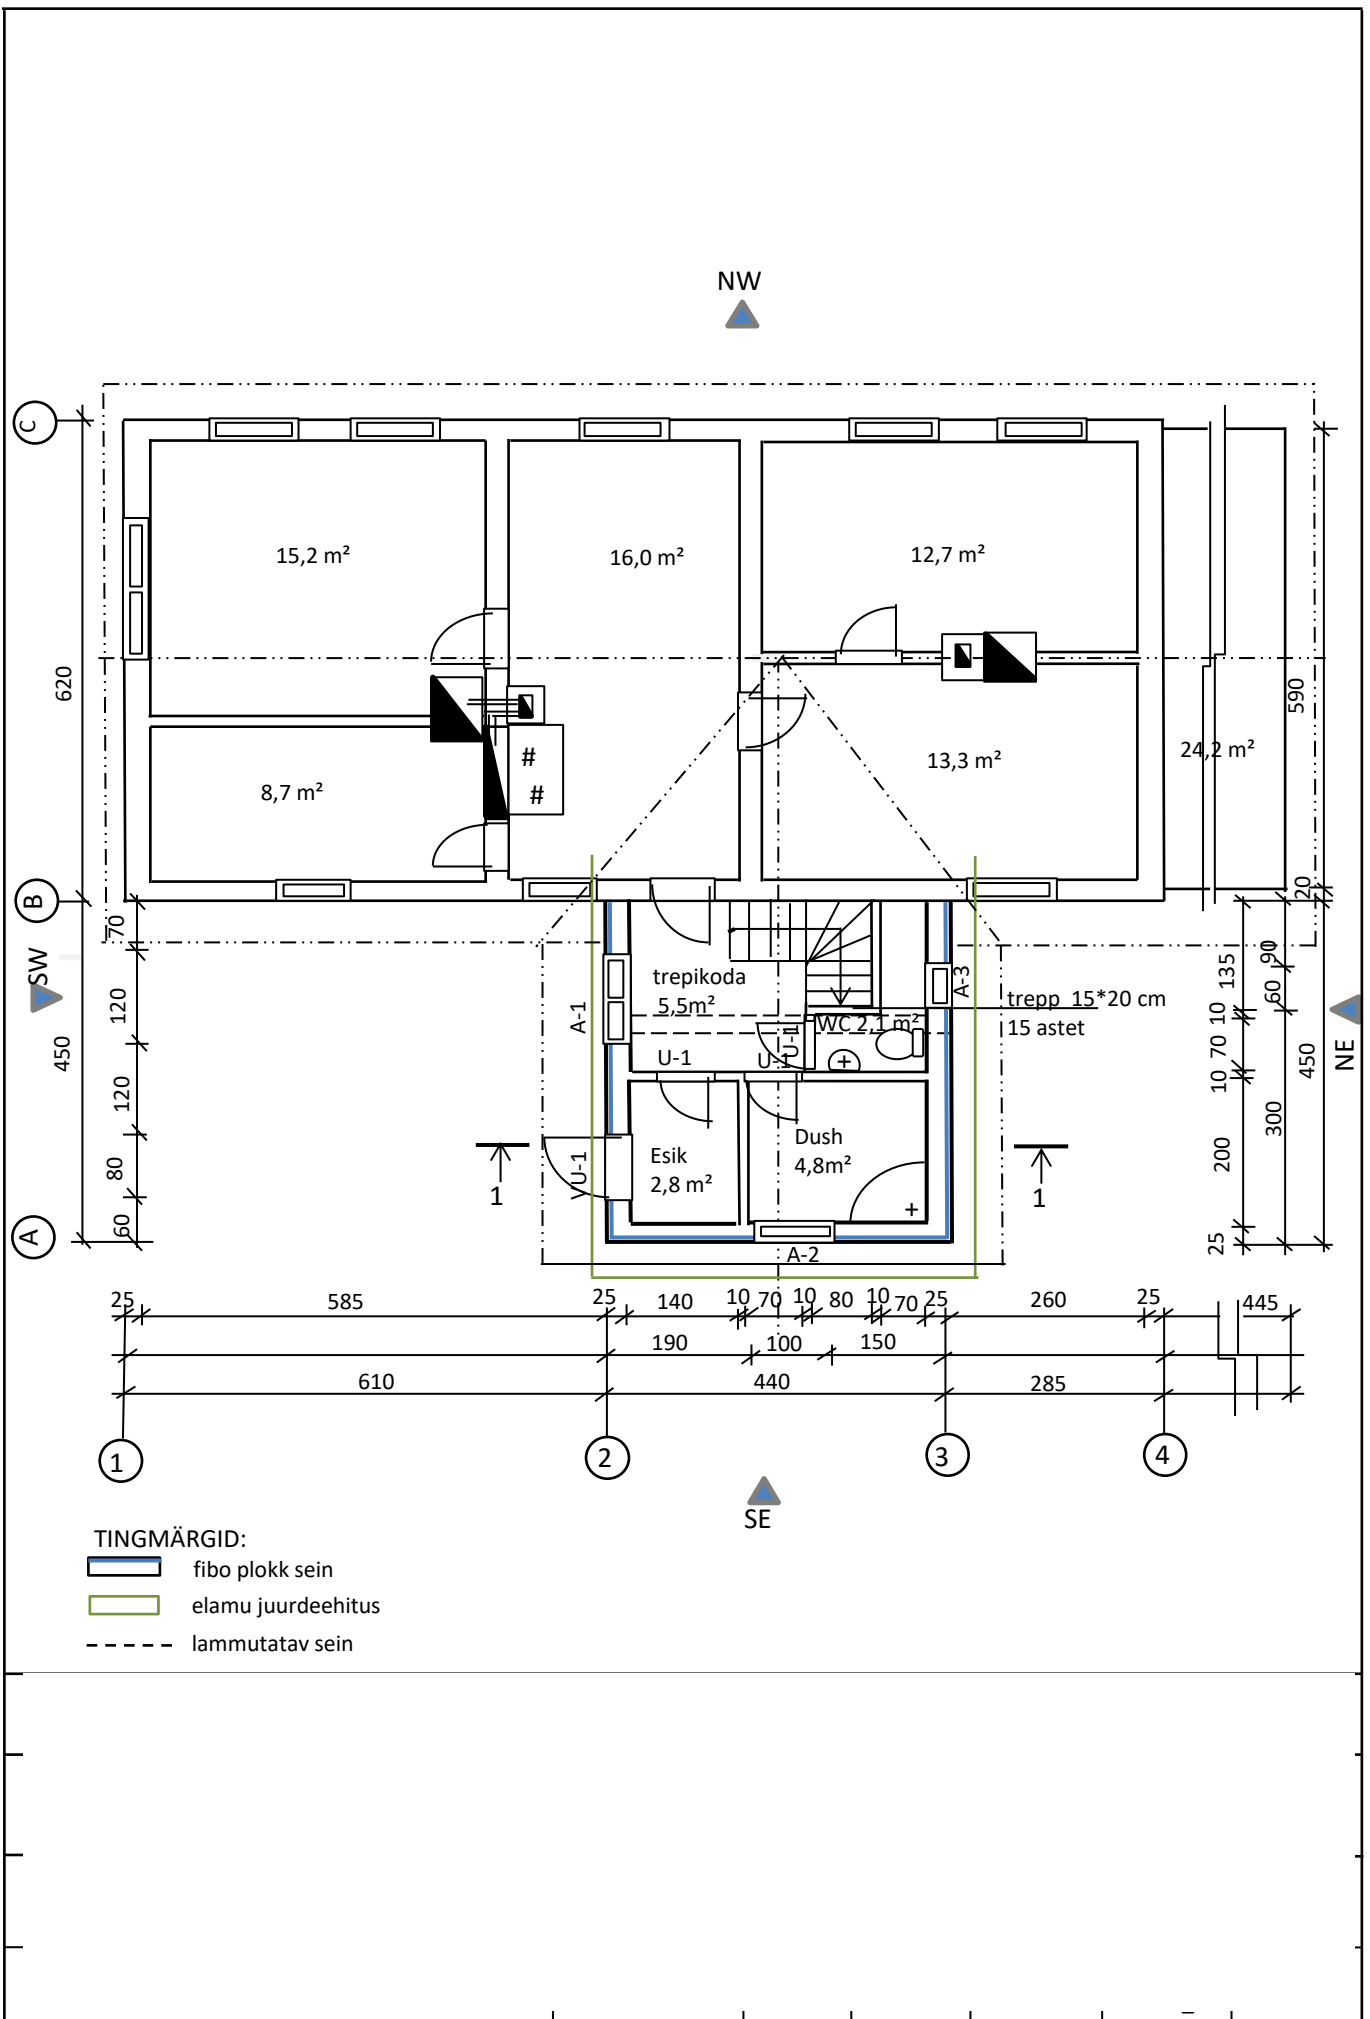 NW
C
15,2 m²
16,0 m²
12,7 m²
620
590
#
#
8,7 m²
13,3 m²
24,2 m²
B
20
70
SW
trepikoda
5,5m²
A-1
A-3
WC 2,1 m²
trepp 15*20 cm
15 astet
135
90
60
10
70
10
NE
120
450
450
U-1
U-1
U-1
+
120
300
200
Dush
4,8m²
Esik
2,8 m²
VU-1
80
1
1
+
60
A
25
A-2
25
585
25
140
10
70
10
80
10
70
25
260
25
445
190
100
150
610
440
285
1
2
3
4
SE
TINGMÄRGID:
fibo plokk sein
elamu juurdeehitus
lammutatav sein